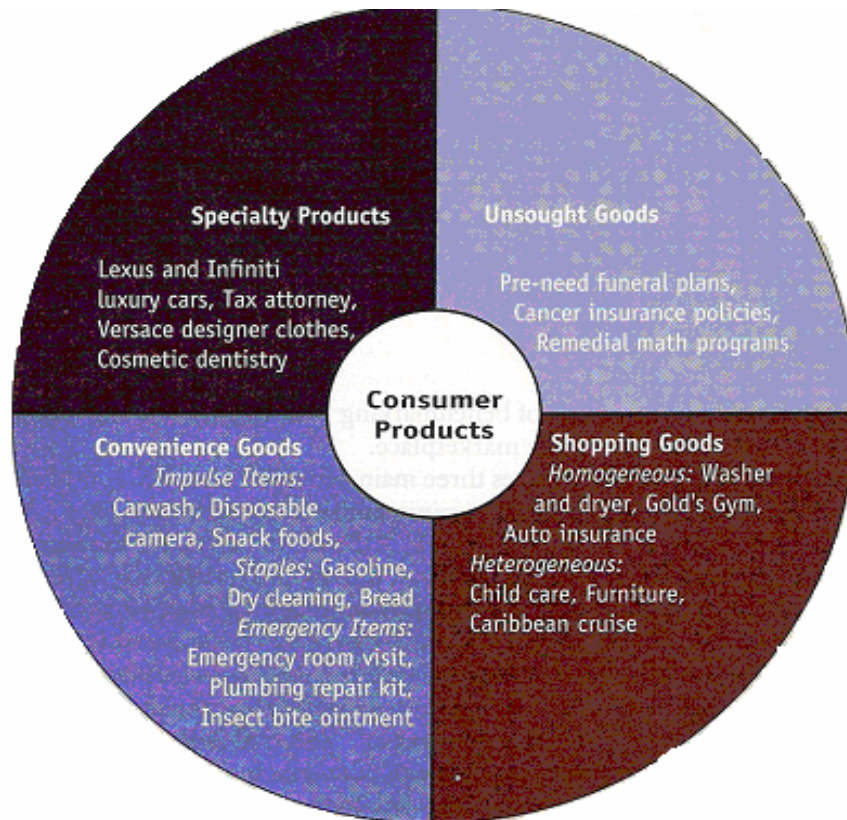 Specialty Products
Lexus and Infiniti
luxury cars, Tax attorney,
Versace designer clothes,
Cosmetic dentistry
Unsought Goods
Pre-need funeral plans,
Cancer insurance policies,
Remedial math programs
Consumer
Products
Convenience Goods
Impulse Items:
Carwash, Disposable
camera, Snack foods,
Staples: Gasoline,
Dry cleaning, Bread
Emergency Items:
Emergency room visit,
Plumbing repair kit,
Insect bite ointment
Shopping Goods
Homogeneous: Washer
and dryer, Gold's Gym,
Auto insurance
Heterogeneous:
Child care, Furniture,
Caribbean cruise